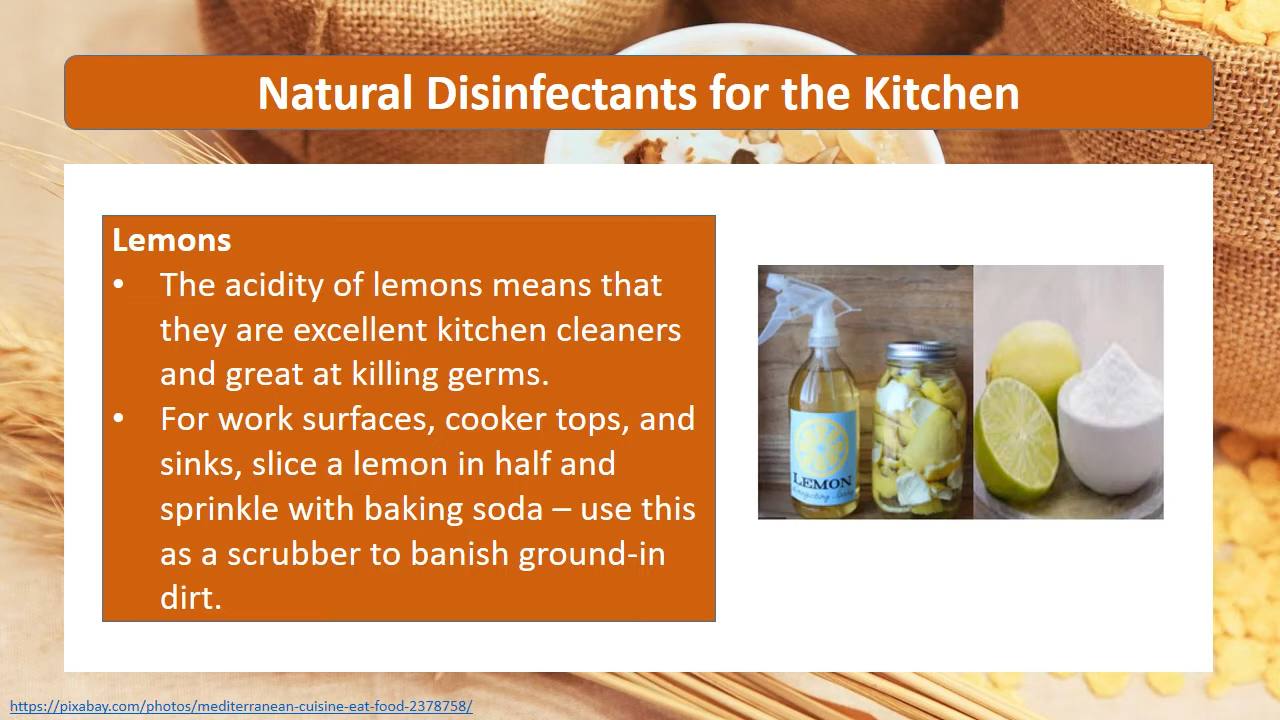 Natural Disinfectants for the Kitchen
Lemons
• The acidity of lemons means that
they are excellent kitchen cleaners
and great at killing germs.
• For work surfaces, cooker tops, and
sinks, slice a lemon in half and
sprinkle with baking soda – use this
as a scrubber to banish ground-in
dirt.
LEMON
https://pixabay.com/photos/mediterranean-cuisine-eat-food-2378758/